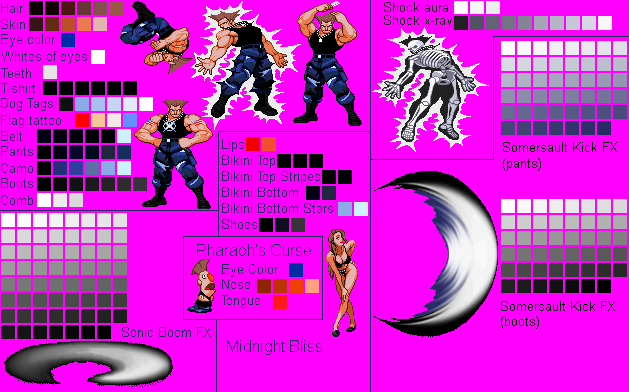 Hair
Skin
Eye color
Whites of eyes
Teeth
T-shirt
Dog Tags
Flag tattoo
Belt
Pants
Camo
Boots
Comb
Shock aura
Shock x-ray
Somersault Kick FX
(pants)
Lips
Bikini Top
Bikini Top Stripes
Bikini Bottom
Bikini Bottom Stars
Shoes
Pharaoh's Curse
Eye Color
Nose
Tongue
Midnight Bliss
Sonic Boom FX
Somersault Kick FX
(boots)